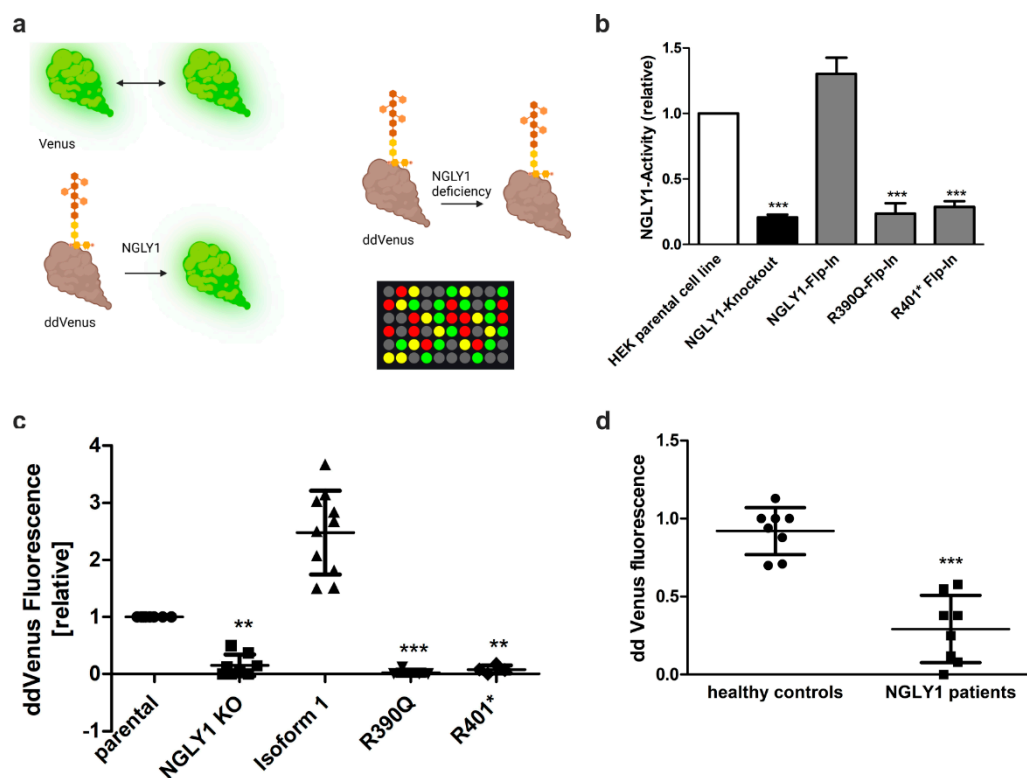 a
Venus
NGLY1
ddVenus
NGLY1
deficiency
ddVenus
b
NGLY1-Activity (relative)
1.5
1.0
0.5
0.0
***
***
***
HEK parental cell line
NGLY1-Knockout
NGLY1-Flp-In
R390Q-Flp-In
R401* Flp-In
c
ddVenus Fluorescence
[relative]
4
3
2
1
0
-1
**
***
**
parental
NGLY1 KO
Isoform 1
R390Q
R401*
d
dd Venus fluorescence
1.5
1.0
0.5
0.0
***
healthy controls
NGLY1 patients